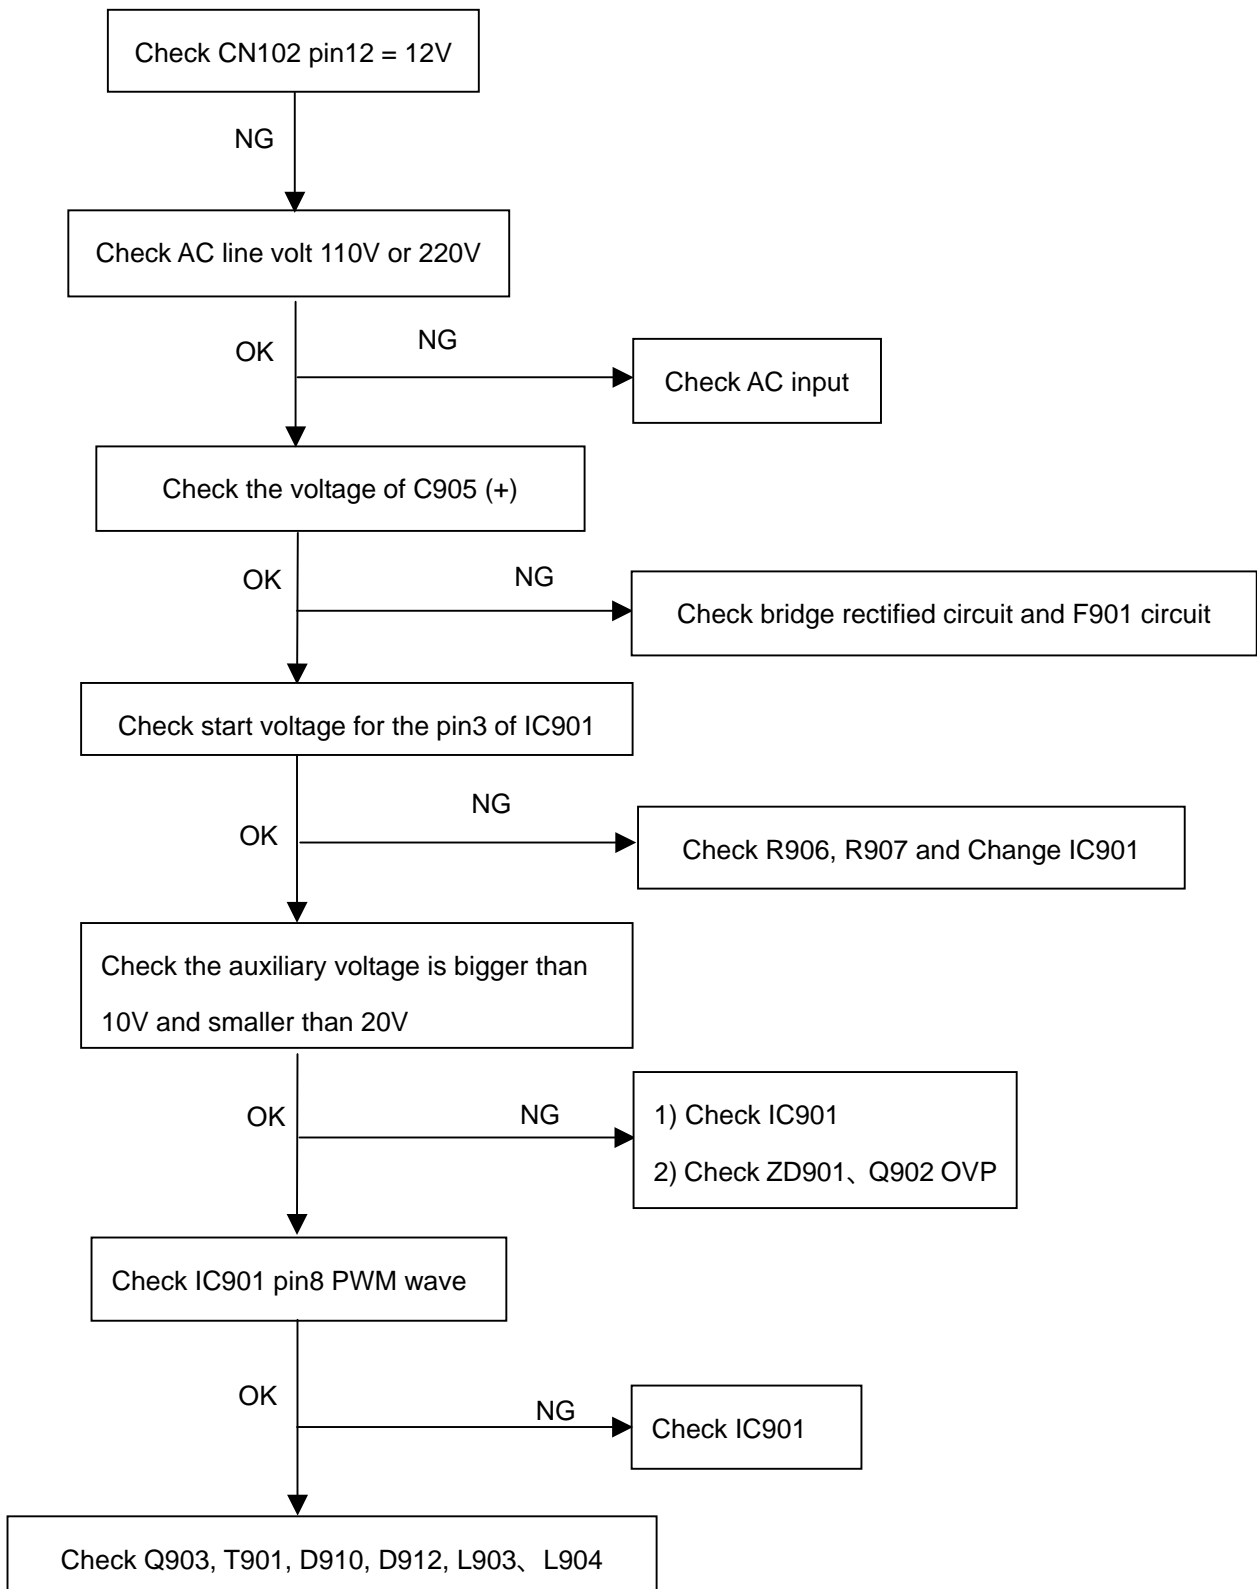 Check CN102 pin12 = 12V
NG
Check AC line volt 110V or 220V
OK
NG
Check AC input
Check the voltage of C905 (+)
OK
NG
Check bridge rectified circuit and F901 circuit
Check start voltage for the pin3 of IC901
OK
NG
Check R906, R907 and Change IC901
Check the auxiliary voltage is bigger than
10V and smaller than 20V
OK
NG
1) Check IC901
2) Check ZD901、Q902 OVP
Check IC901 pin8 PWM wave
OK
NG
Check IC901
Check Q903, T901, D910, D912, L903、L904